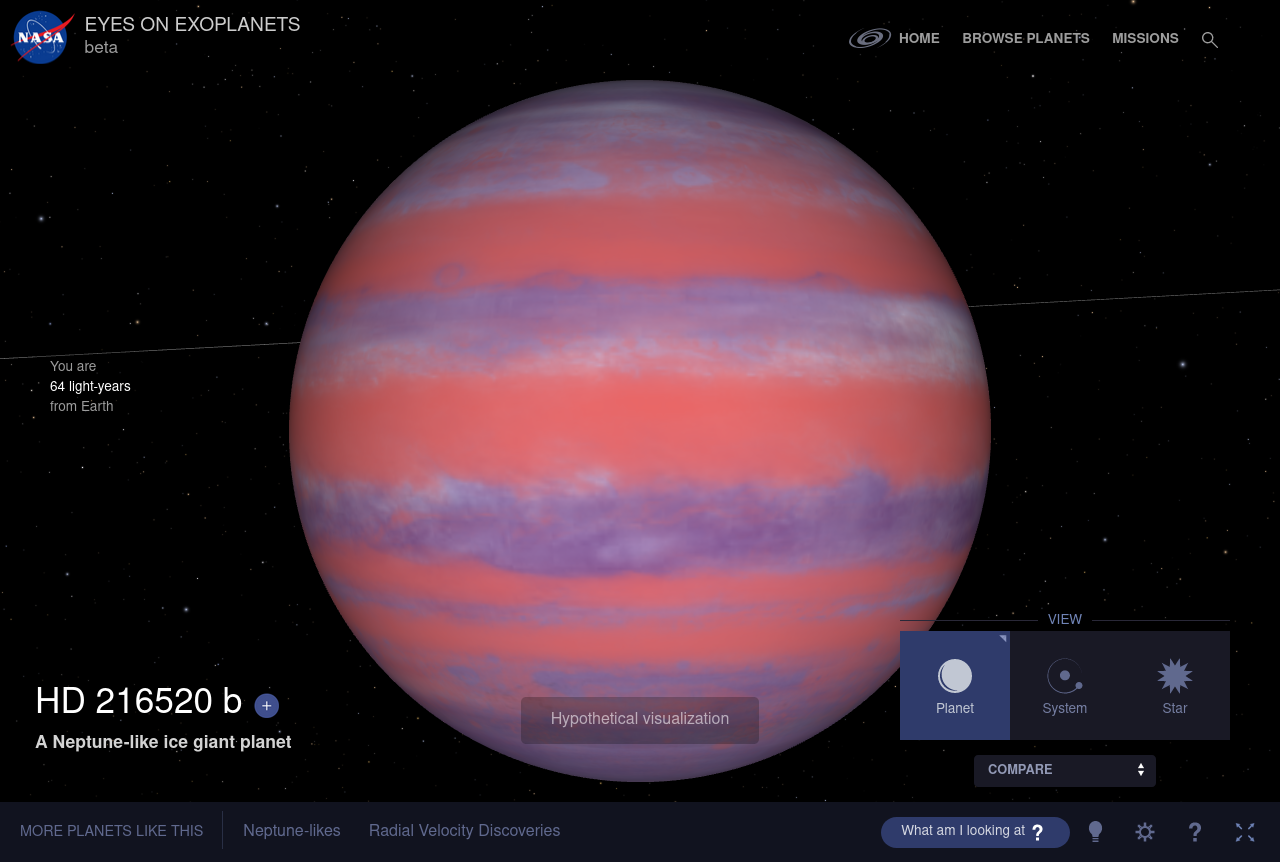 NASA
EYES ON EXOPLANETS
beta
HOME
BROWSE PLANETS
MISSIONS
You are
64 light-years
from Earth
HD 216520 b +
A Neptune-like ice giant planet
Hypothetical visualization
VIEW
Planet
System
Star
COMPARE
MORE PLANETS LIKE THIS
Neptune-likes
Radial Velocity Discoveries
What am I looking at ?
?